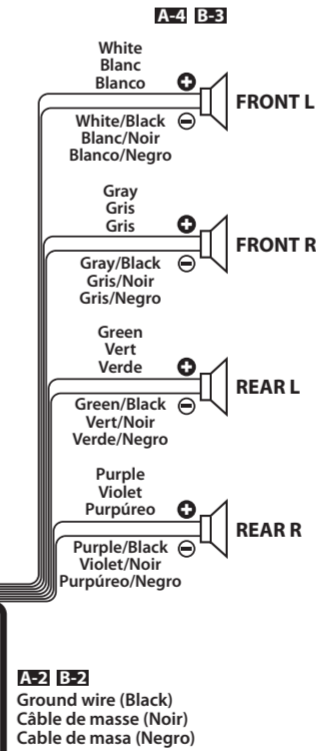 A-4 B-3
White
Blanc
Blanco
FRONT L
White/Black
Blanc/Noir
Blanco/Negro
Gray
Gris
Gris
FRONT R
Gray/Black
Gris/Noir
Gris/Negro
Green
Vert
Verde
REAR L
Green/Black
Vert/Noir
Verde/Negro
Purple
Violet
Purpúreo
REAR R
Purple/Black
Violet/Noir
Purpúreo/Negro
A-2 B-2
Ground wire (Black)
Câble de masse (Noir)
Cable de masa (Negro)